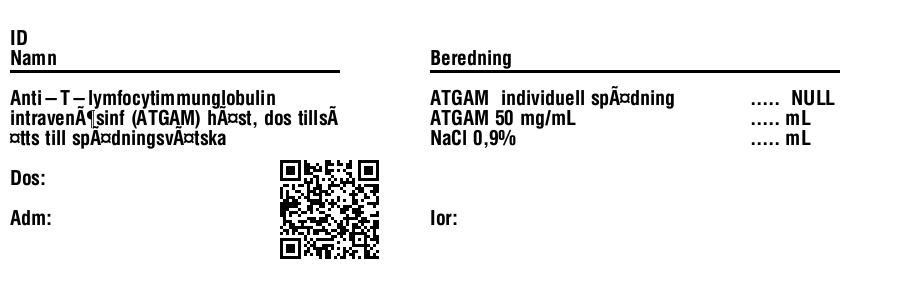 ID
Namn
Anti–T–lymfocytimmunglobulin
intravenÃ¶sinf (ATGAM) hÃ¤st, dos tillsÃ
¤tts till spÃ¤dningsvÃ¤tska
Dos:
Adm:
Beredning
ATGAM individuell spÃ¤dning ..... NULL
ATGAM 50 mg/mL ..... mL
NaCl 0,9% ..... mL
Ior: